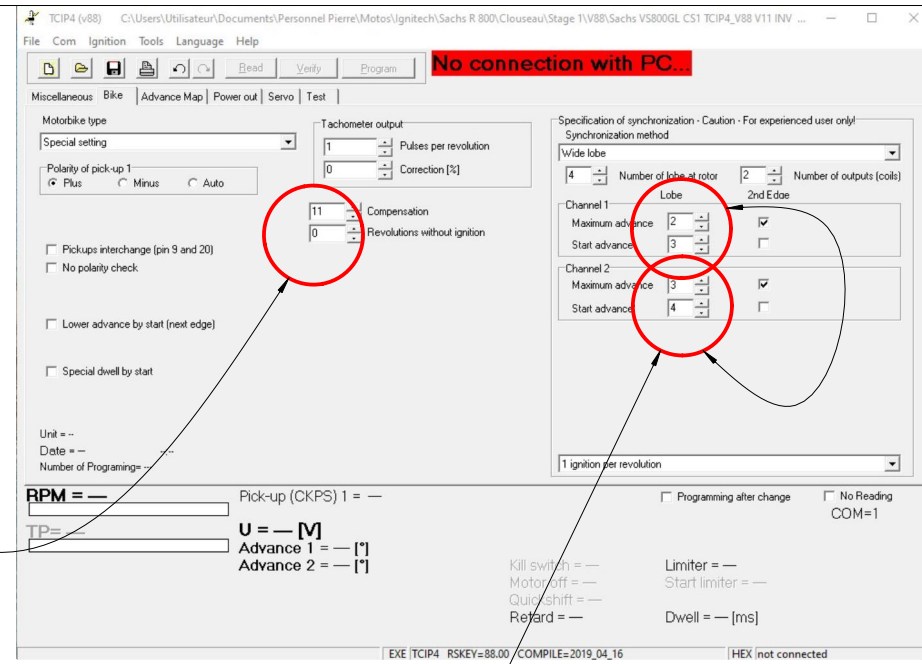 TCIP4 (v88) C:\Users\Utilisateur\Documents\Personnel Pierre\Motos\Ignitech\Sachs R 800\Clouseau\Stage 1\V88\Sachs VS800GL CS1 TCIP4_V88 V11 INV ...
File Com Ignition Tools Language Help
Read Verify Program No connection with PC...
Miscellaneous Bike Advance Map Power out Servo Test
Motorbike type
Special setting
Polarity of pick-up 1
Plus Minus Auto
Pickups interchange (pin 9 and 20)
No polarity check
Lower advance by start (next edge)
Special dwell by start
Unit = --
Date = -- --:--
Number of Programing= --
Tachometer output
1 Pulses per revolution
0 Correction [%]
11 Compensation
0 Revolutions without ignition
Specification of synchronization - Caution - For experienced user only!
Synchronization method
Wide lobe
4 Number of lobe at rotor 2 Number of outputs (coils)
Lobe 2nd Edge
Channel 1
Maximum advance 2
Start advance 3
Channel 2
Maximum advance 3
Start advance 4
1 ignition per revolution
RPM = —
TP= —
Pick-up (CKPS) 1 = —
U = — [V]
Advance 1 = — [°]
Advance 2 = — [°]
Programming after change No Reading
COM=1
Kill switch = —
Motor off = —
Quickshift = —
Retard = —
Limiter = —
Start limiter = —
Dwell = — [ms]
EXE TCIP4 RSKEY=88.00 COMPILE=2019_04_16 HEX not connected